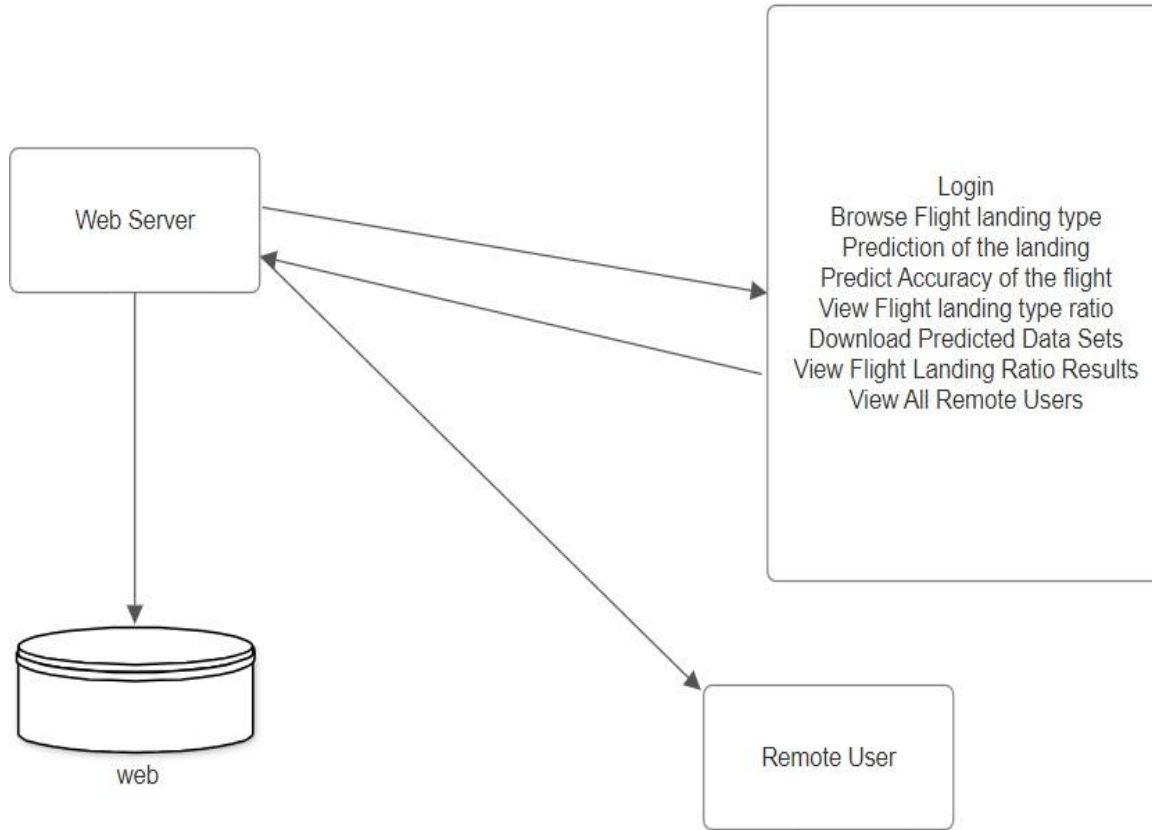 Web Server
Login
Browse Flight landing type
Prediction of the landing
Predict Accuracy of the flight
View Flight landing type ratio
Download Predicted Data Sets
View Flight Landing Ratio Results
View All Remote Users
web
Remote User